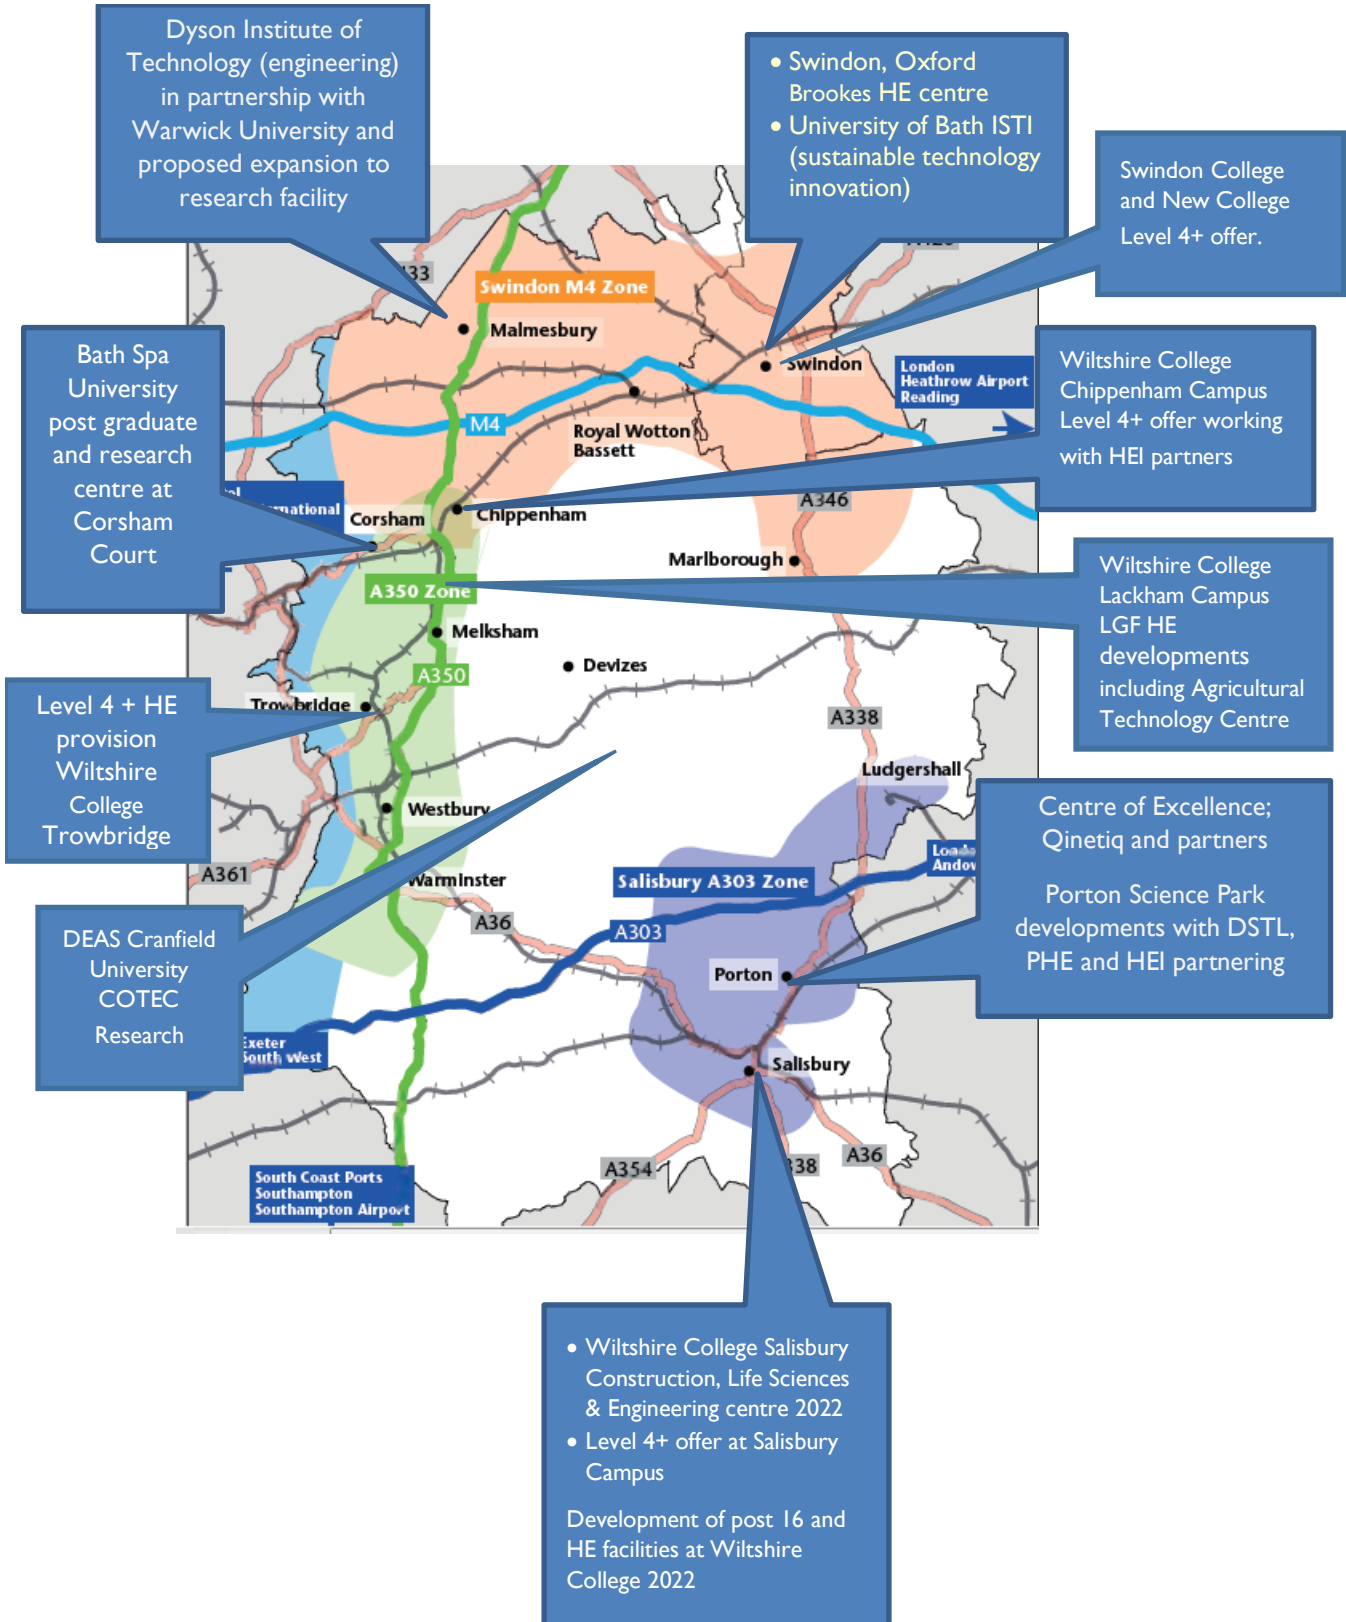 Dyson Institute of
Technology (engineering)
in partnership with
Warwick University and
proposed expansion to
research facility
• Swindon, Oxford
Brookes HE centre
• University of Bath ISTI
(sustainable technology
innovation)
Swindon College
and New College
Level 4+ offer.
33
Swindon M4 Zone
Malmesbury
Swindon
London
Heathrow Airport
Reading
Bath Spa
University
post graduate
and research
centre at
Corsham
Court
Wiltshire College
Chippenham Campus
Level 4+ offer working
with HEI partners
M4
Royal Wotton
Bassett
A346
Corsham
Chippenham
Marlborough
A350 Zone
Wiltshire College
Lackham Campus
LGF HE
developments
including Agricultural
Technology Centre
Melksham
Devizes
A350
Level 4 + HE
provision
Wiltshire
College
Trowbridge
Trowbridge
A338
Ludgershall
Westbury
Centre of Excellence;
Qinetiq and partners
Porton Science Park
developments with DSTL,
PHE and HEI partnering
A361
Warminster
Salisbury A303 Zone
A36
A303
DEAS Cranfield
University
COTEC
Research
Porton
Exeter
South West
Salisbury
South Coast Ports
Southampton
Southampton Airport
A354
38
A36
• Wiltshire College Salisbury
Construction, Life Sciences
& Engineering centre 2022
• Level 4+ offer at Salisbury
Campus
Development of post 16 and
HE facilities at Wiltshire
College 2022